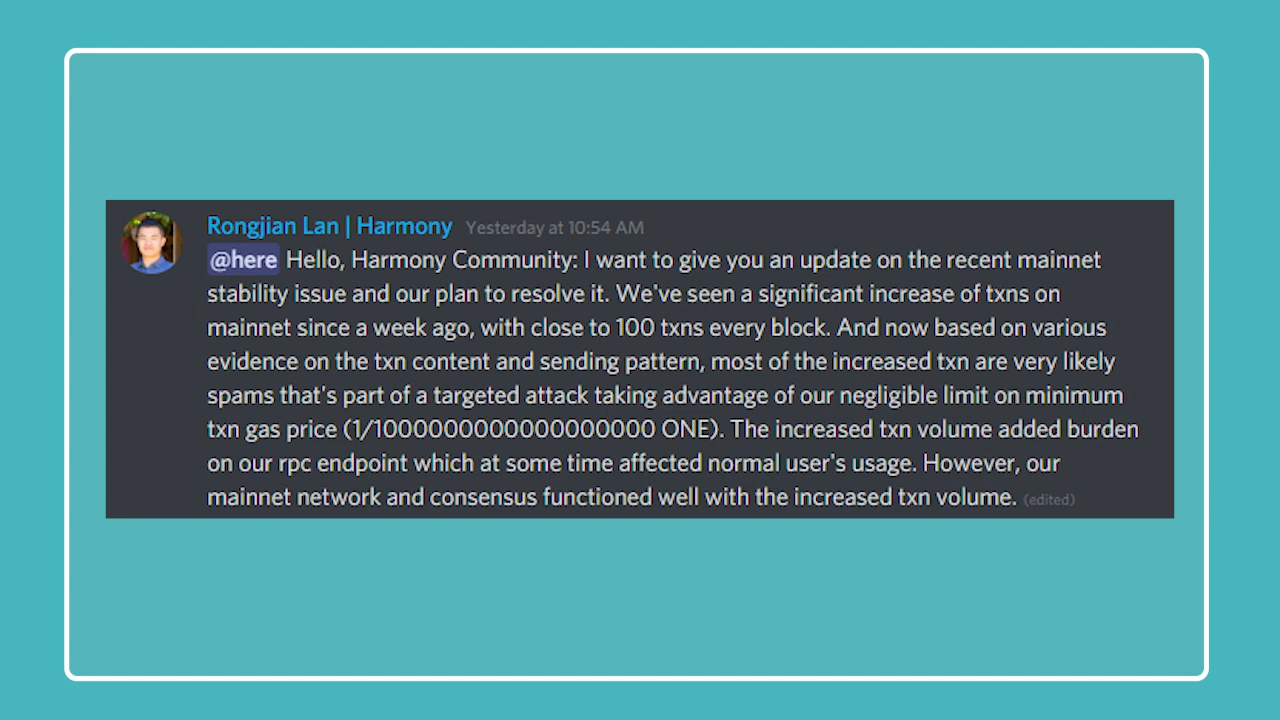 Rongjian Lan | Harmony Yesterday at 10:54 AM
@here Hello, Harmony Community: I want to give you an update on the recent mainnet
stability issue and our plan to resolve it. We've seen a significant increase of txns on
mainnet since a week ago, with close to 100 txns every block. And now based on various
evidence on the txn content and sending pattern, most of the increased txn are very likely
spams that's part of a targeted attack taking advantage of our negligible limit on minimum
txn gas price (1/1000000000000000000 ONE). The increased txn volume added burden
on our rpc endpoint which at some time affected normal user's usage. However, our
mainnet network and consensus functioned well with the increased txn volume. (edited)